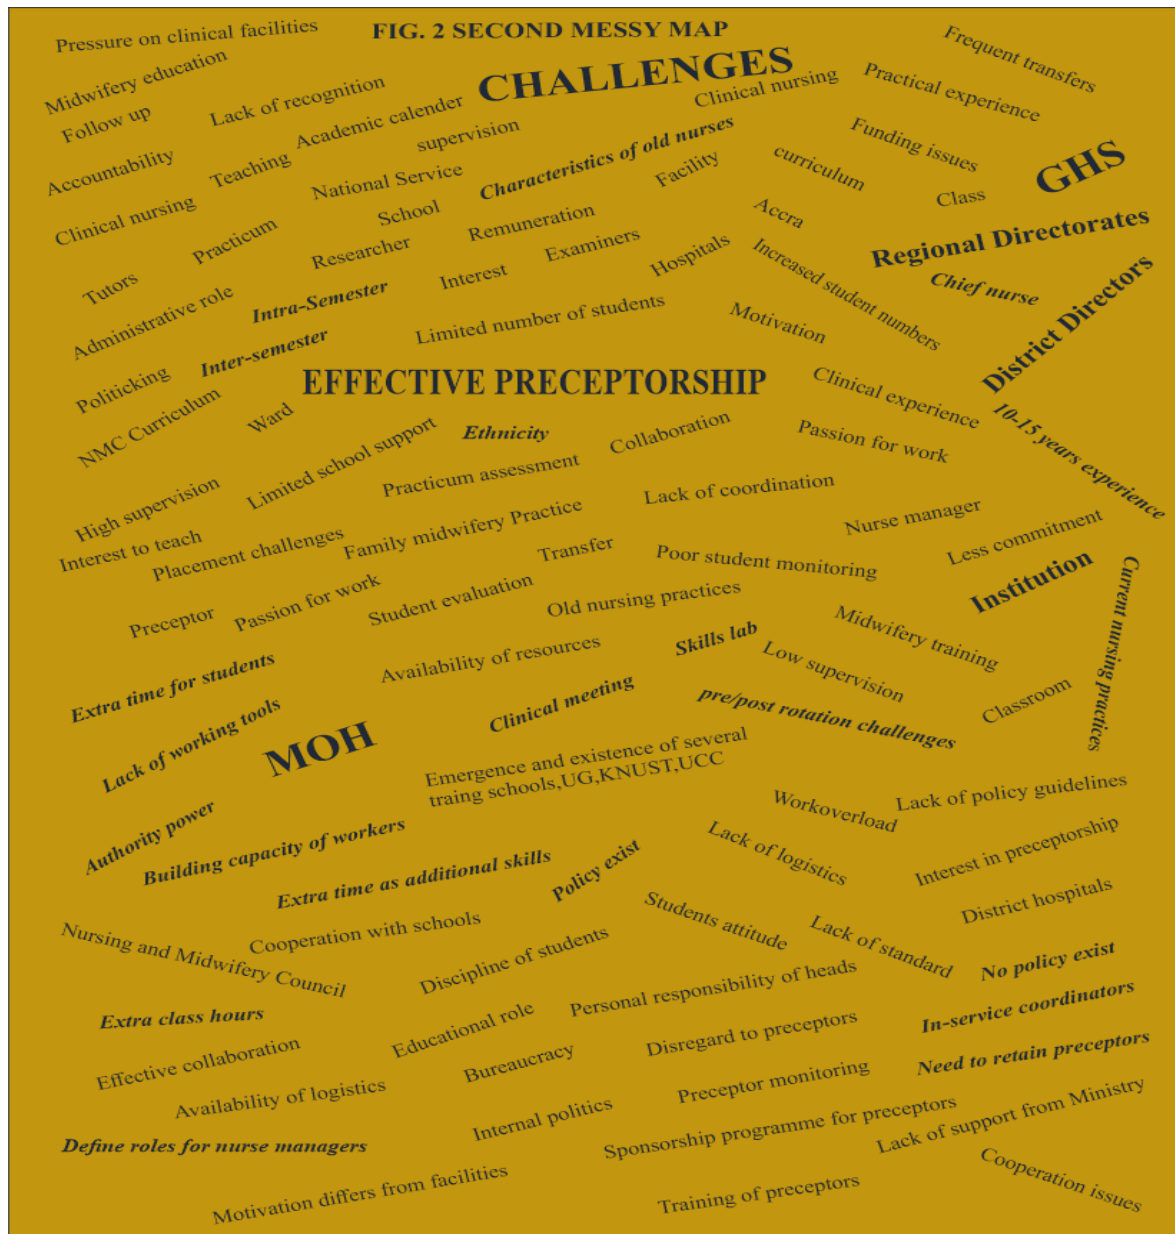 Pressure on clinical facilities
FIG. 2 SECOND MESSY MAP
Frequent transfers
Midwifery education
CHALLENGES
Practical experience
Follow up
Lack of recognition
Academic calender
Clinical nursing
supervision
Funding issues
GHS
Accountability
Teaching
National Service
Characteristics of old nurses
Facility
curriculum
Class
Clinical nursing
School
Remuneration
Accra
Regional Directorates
Practicum
Researcher
Interest
Examiners
Hospitals
Increased student numbers
Chief nurse
Tutors
Administrative role
Intra-Semester
Limited number of students
Motivation
District Directors
Politicking
Inter-semester
EFFECTIVE PRECEPTORSHIP
Clinical experience
10-15 years experience
NMC Curriculum
Ward
Limited school support
Ethnicity
Collaboration
Passion for work
Practicum assessment
High supervision
Lack of coordination
Nurse manager
Interest to teach
Placement challenges
Family midwifery Practice
Transfer
Poor student monitoring
Less commitment
Institution
Current nursing practices
Preceptor
Passion for work
Student evaluation
Old nursing practices
Midwifery training
Extra time for students
Availability of resources
Skills lab
Low supervision
Classroom
Lack of working tools
MOH
Clinical meeting
pre/post rotation challenges
Emergence and existence of several
traing schools,UG,KNUST,UCC
Workoverload
Lack of policy guidelines
Authority power
Building capacity of workers
Lack of logistics
Interest in preceptorship
Extra time as additional skills
Policy exist
Students attitude
District hospitals
Nursing and Midwifery Council
Cooperation with schools
Discipline of students
Lack of standard
No policy exist
Extra class hours
Personal responsibility of heads
In-service coordinators
Effective collaboration
Educational role
Bureaucracy
Disregard to preceptors
Need to retain preceptors
Availability of logistics
Preceptor monitoring
Define roles for nurse managers
Internal politics
Sponsorship programme for preceptors
Lack of support from Ministry
Motivation differs from facilities
Training of preceptors
Cooperation issues